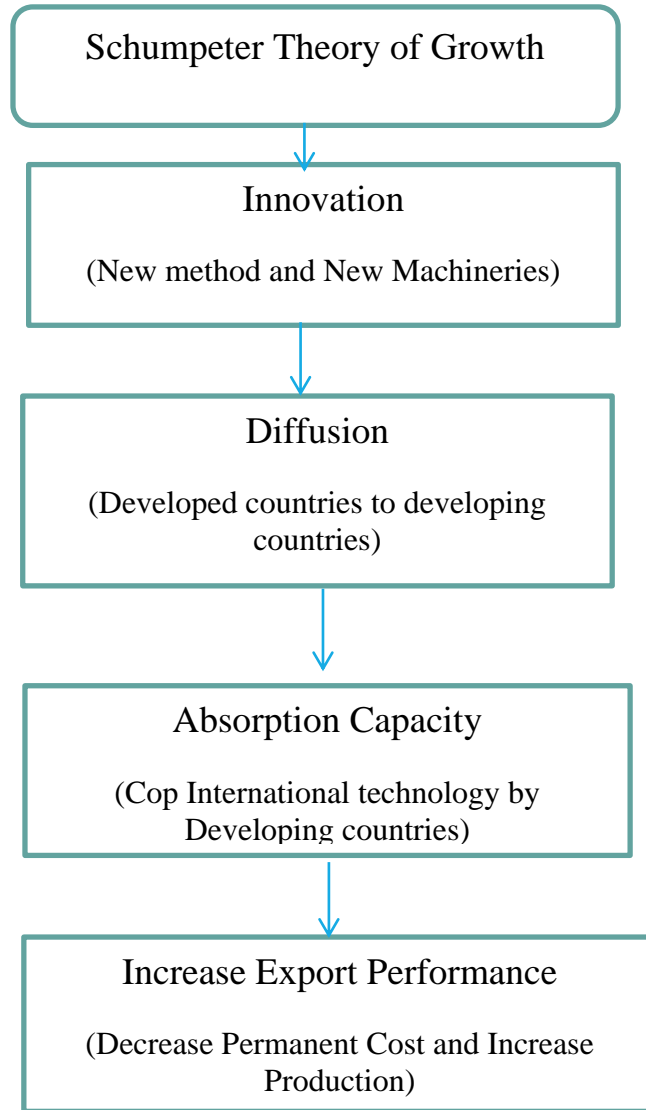 Schumpeter Theory of Growth
Innovation
(New method and New Machineries)
Diffusion
(Developed countries to developing
countries)
Absorption Capacity
(Cop International technology by
Developing countries)
Increase Export Performance
(Decrease Permanent Cost and Increase
Production)